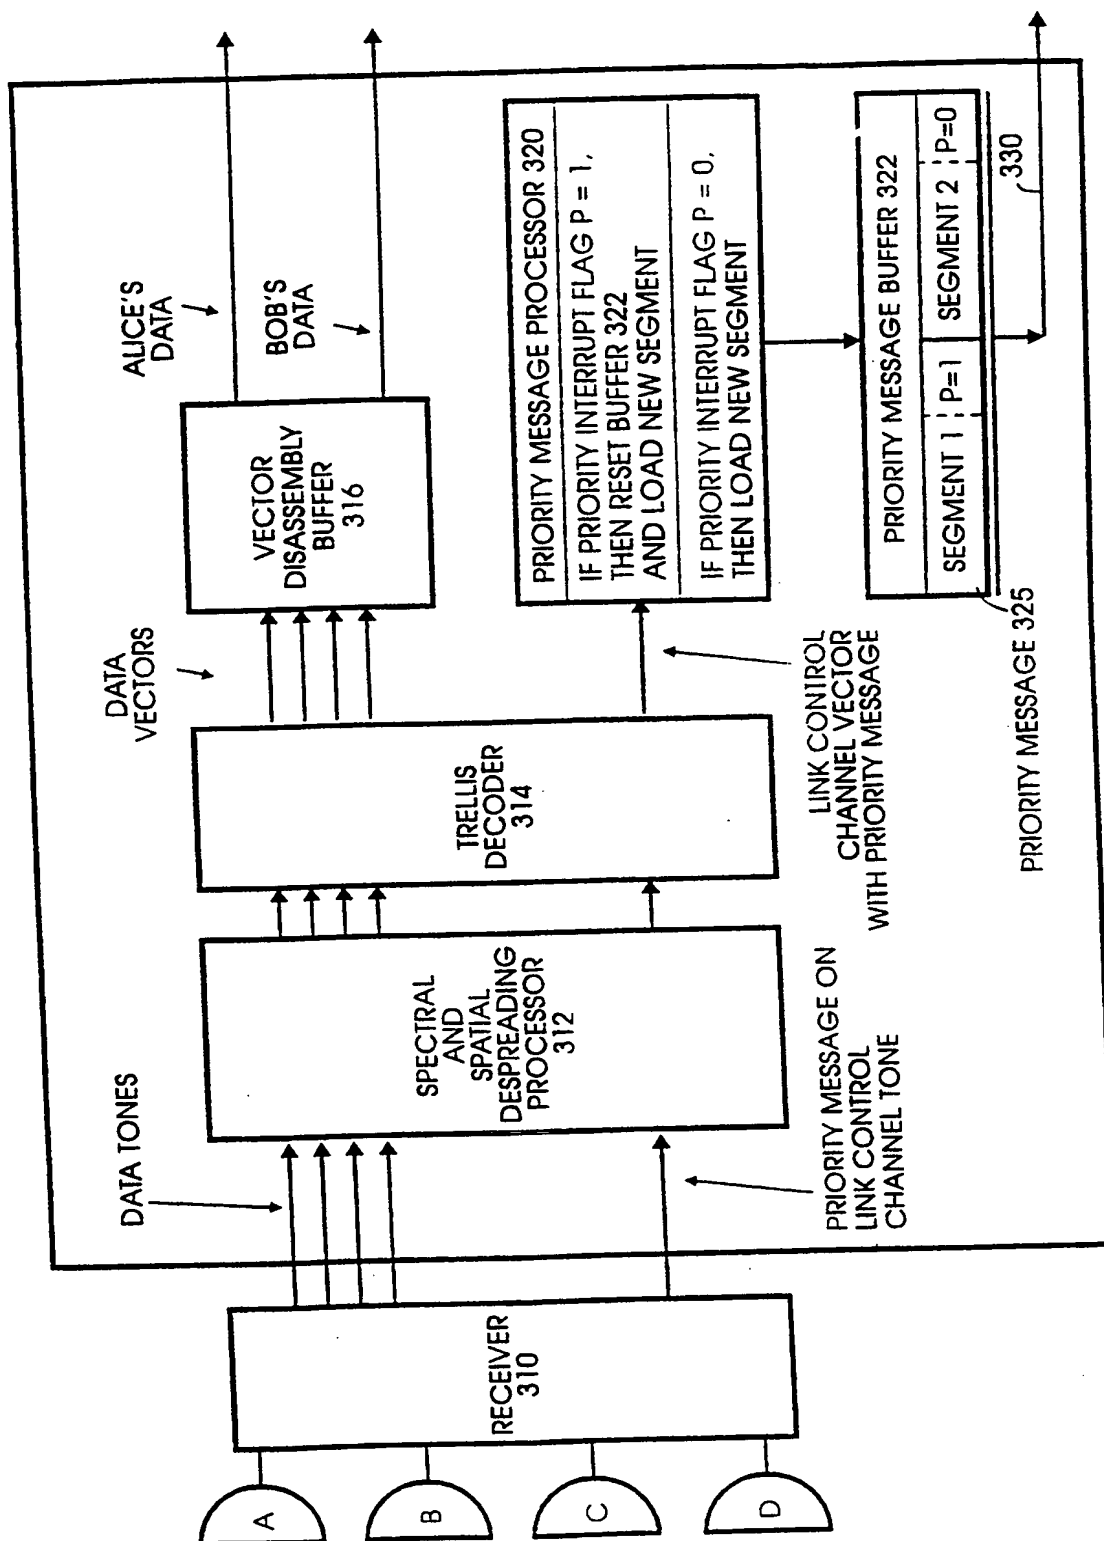 A
B
C
D
RECEIVER
310
DATA TONES
PRIORITY MESSAGE ON
LINK CONTROL
CHANNEL TONE
SPECTRAL
AND
SPATIAL
DESPREADING
PROCESSOR
312
TRELLIS
DECODER
314
DATA
VECTORS
LINK CONTROL
CHANNEL VECTOR
WITH PRIORITY MESSAGE
VECTOR
DISASSEMBLY
BUFFER
316
ALICE'S
DATA
BOB'S
DATA
PRIORITY MESSAGE PROCESSOR 320
IF PRIORITY INTERRUPT FLAG P = 1,
THEN RESET BUFFER 322
AND LOAD NEW SEGMENT
IF PRIORITY INTERRUPT FLAG P = 0,
THEN LOAD NEW SEGMENT
PRIORITY MESSAGE BUFFER 322
SEGMENT 1 P=1 SEGMENT 2 P=0
PRIORITY MESSAGE 325
330